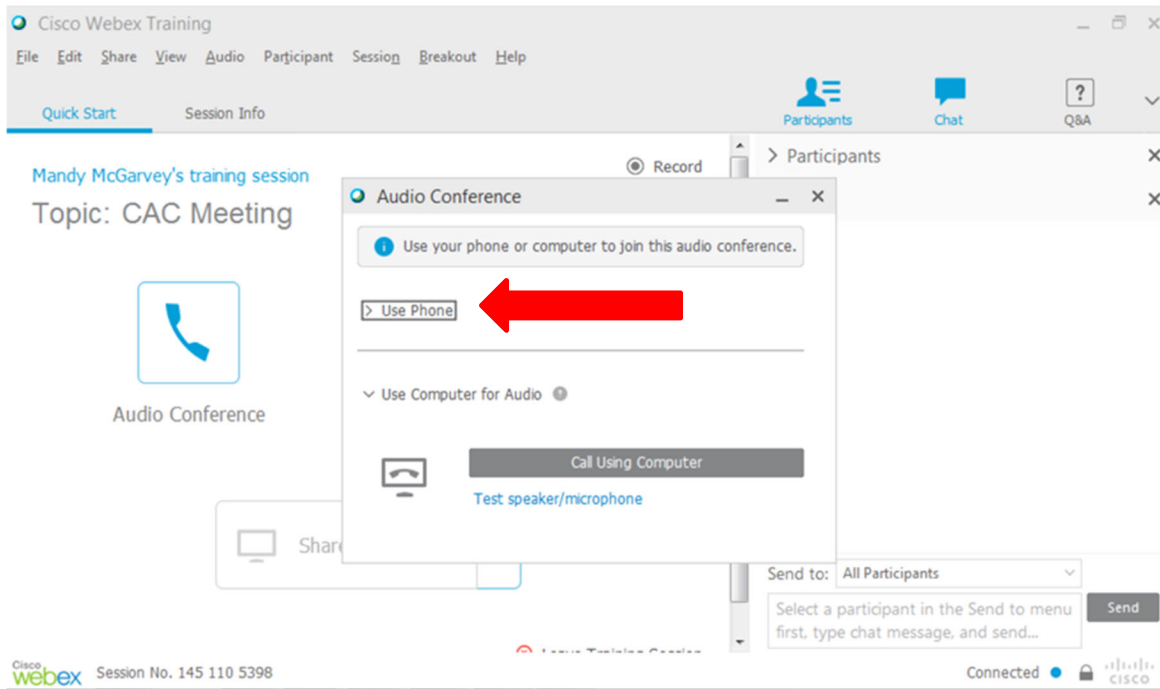 Cisco Webex Training
File Edit Share View Audio Participant Session Breakout Help
Quick Start Session Info
Participants Chat Q&A
Mandy McGarvey's training session
Record
Participants
Topic: CAC Meeting
Audio Conference
Use your phone or computer to join this audio conference.
Use Phone
Use Computer for Audio
Audio Conference
Call Using Computer
Test speaker/microphone
Share
Send to: All Participants
Select a participant in the Send to menu
first, type chat message, and send...
Send
Leave Training Session
Cisco
webex
Session No. 145 110 5398
Connected
CISCO